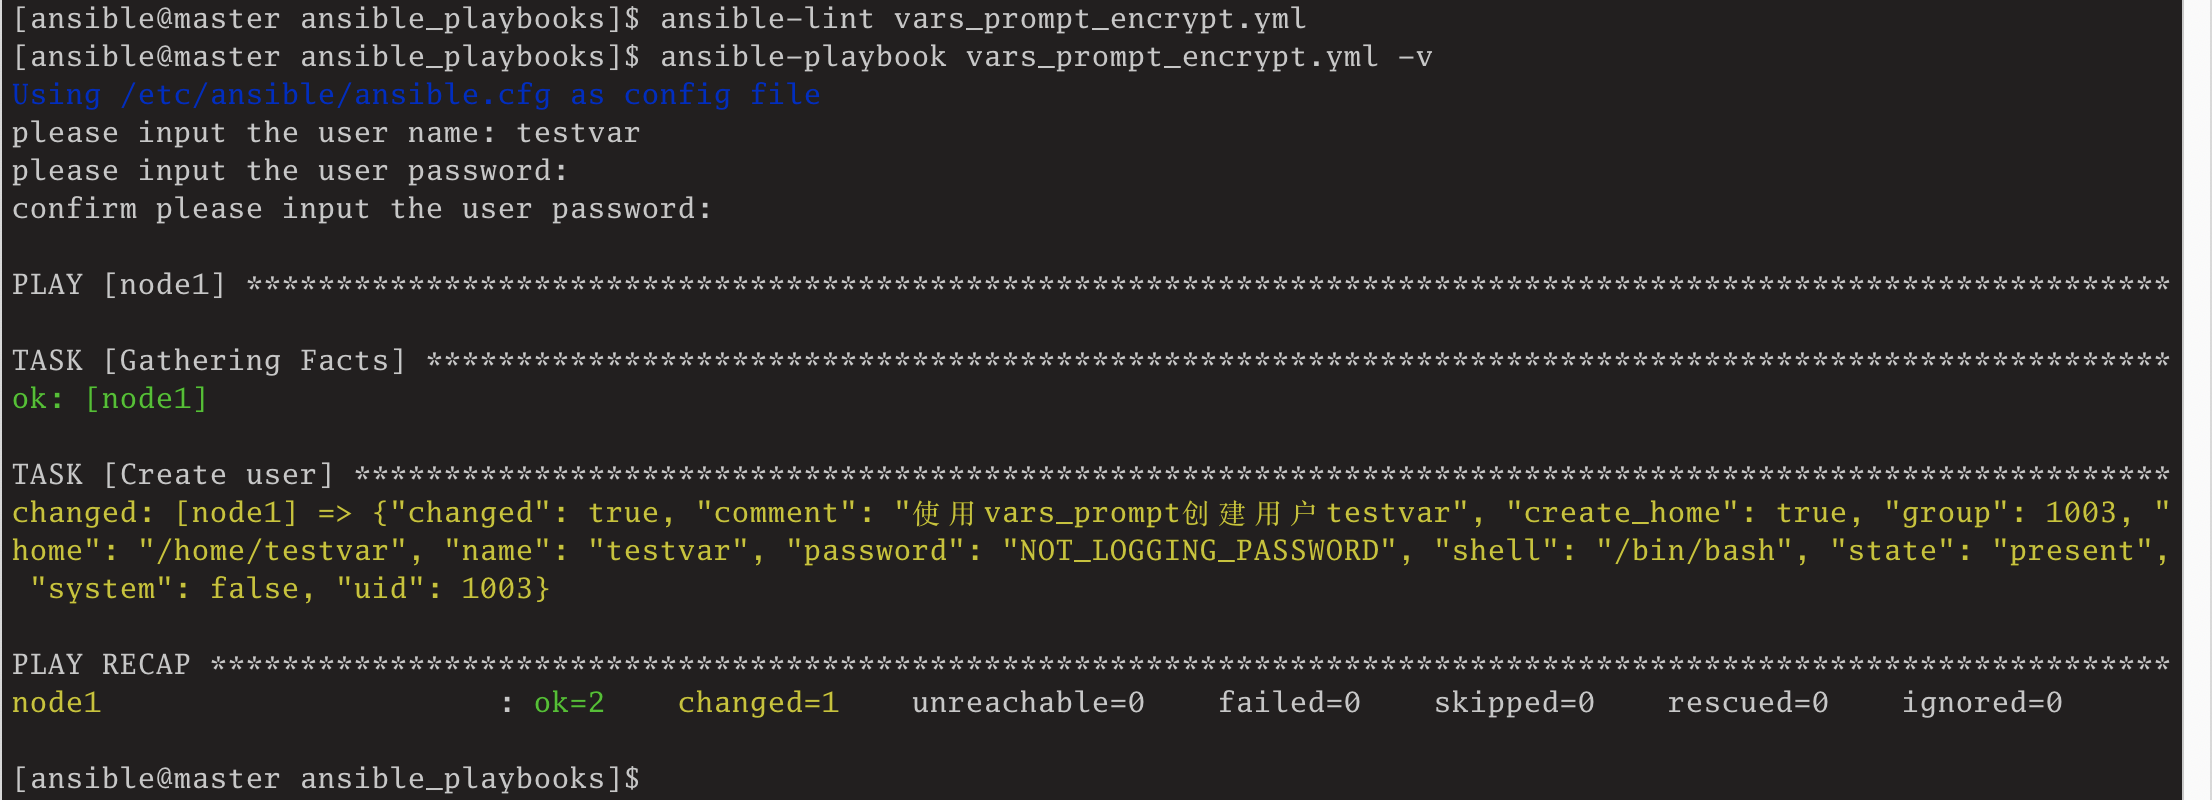 [ansible@master ansible_playbooks]$ ansible-lint vars_prompt_encrypt.yml
[ansible@master ansible_playbooks]$ ansible-playbook vars_prompt_encrypt.yml -v
Using /etc/ansible/ansible.cfg as config file
please input the user name: testvar
please input the user password:
confirm please input the user password:
PLAY [node1] ***********************************************************************************************************
TASK [Gathering Facts] *************************************************************************************************
ok: [node1]
TASK [Create user] *****************************************************************************************************
changed: [node1] => {"changed": true, "comment": "使用vars_prompt创建用户testvar", "create_home": true, "group": 1003, "
home": "/home/testvar", "name": "testvar", "password": "NOT_LOGGING_PASSWORD", "shell": "/bin/bash", "state": "present",
"system": false, "uid": 1003}
PLAY RECAP *************************************************************************************************************
node1                      : ok=2    changed=1    unreachable=0    failed=0    skipped=0    rescued=0    ignored=0
[ansible@master ansible_playbooks]$